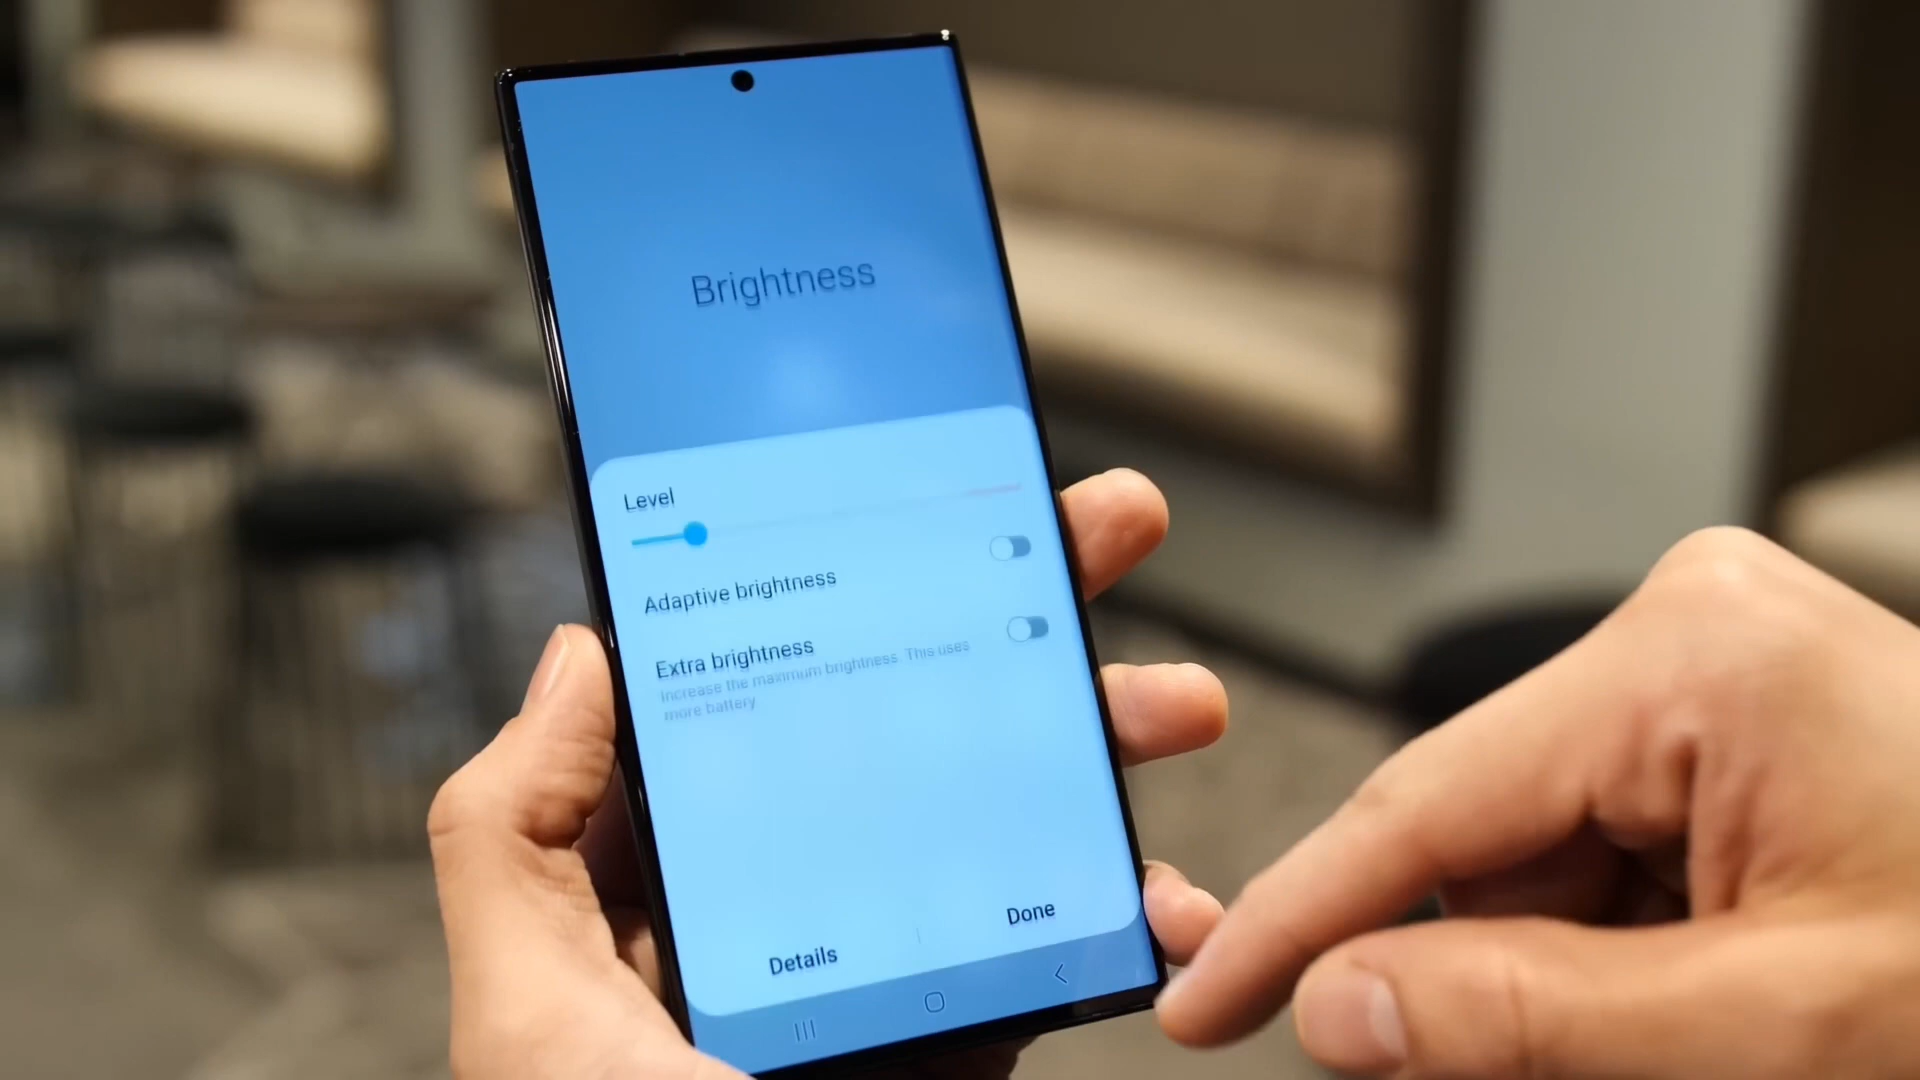 Brightness
Level
Adaptive brightness
Extra brightness
Increase the maximum brightness. This uses
more battery
Details
Done